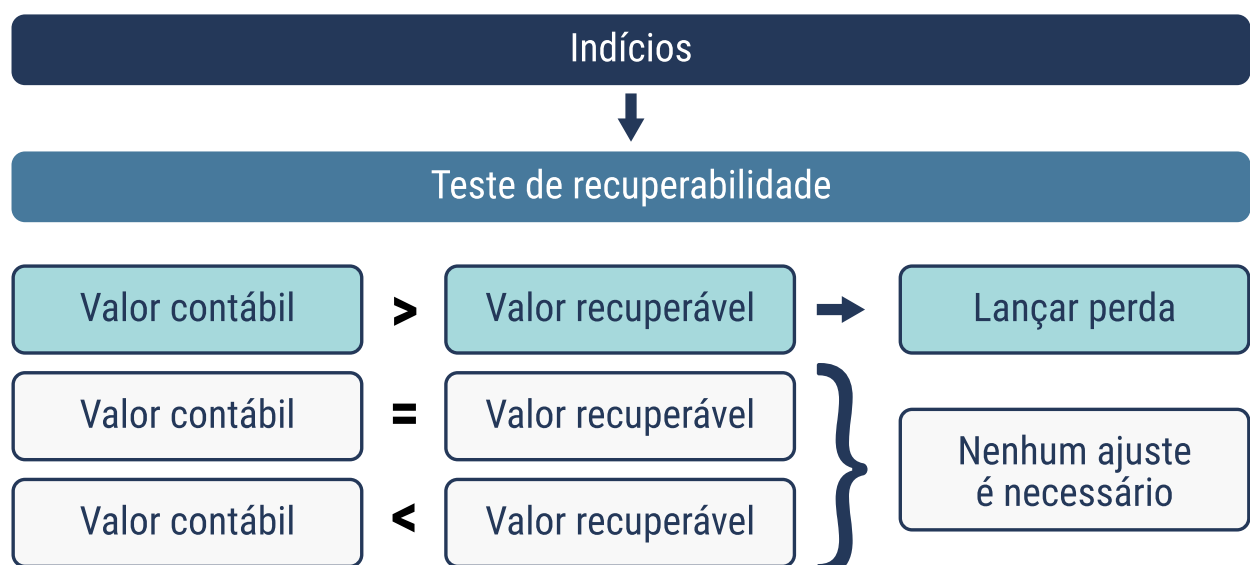 Indícios
Teste de recuperabilidade
Valor contábil > Valor recuperável Lançar perda
Valor contábil = Valor recuperável
Valor contábil < Valor recuperável
Nenhum ajuste
é necessário